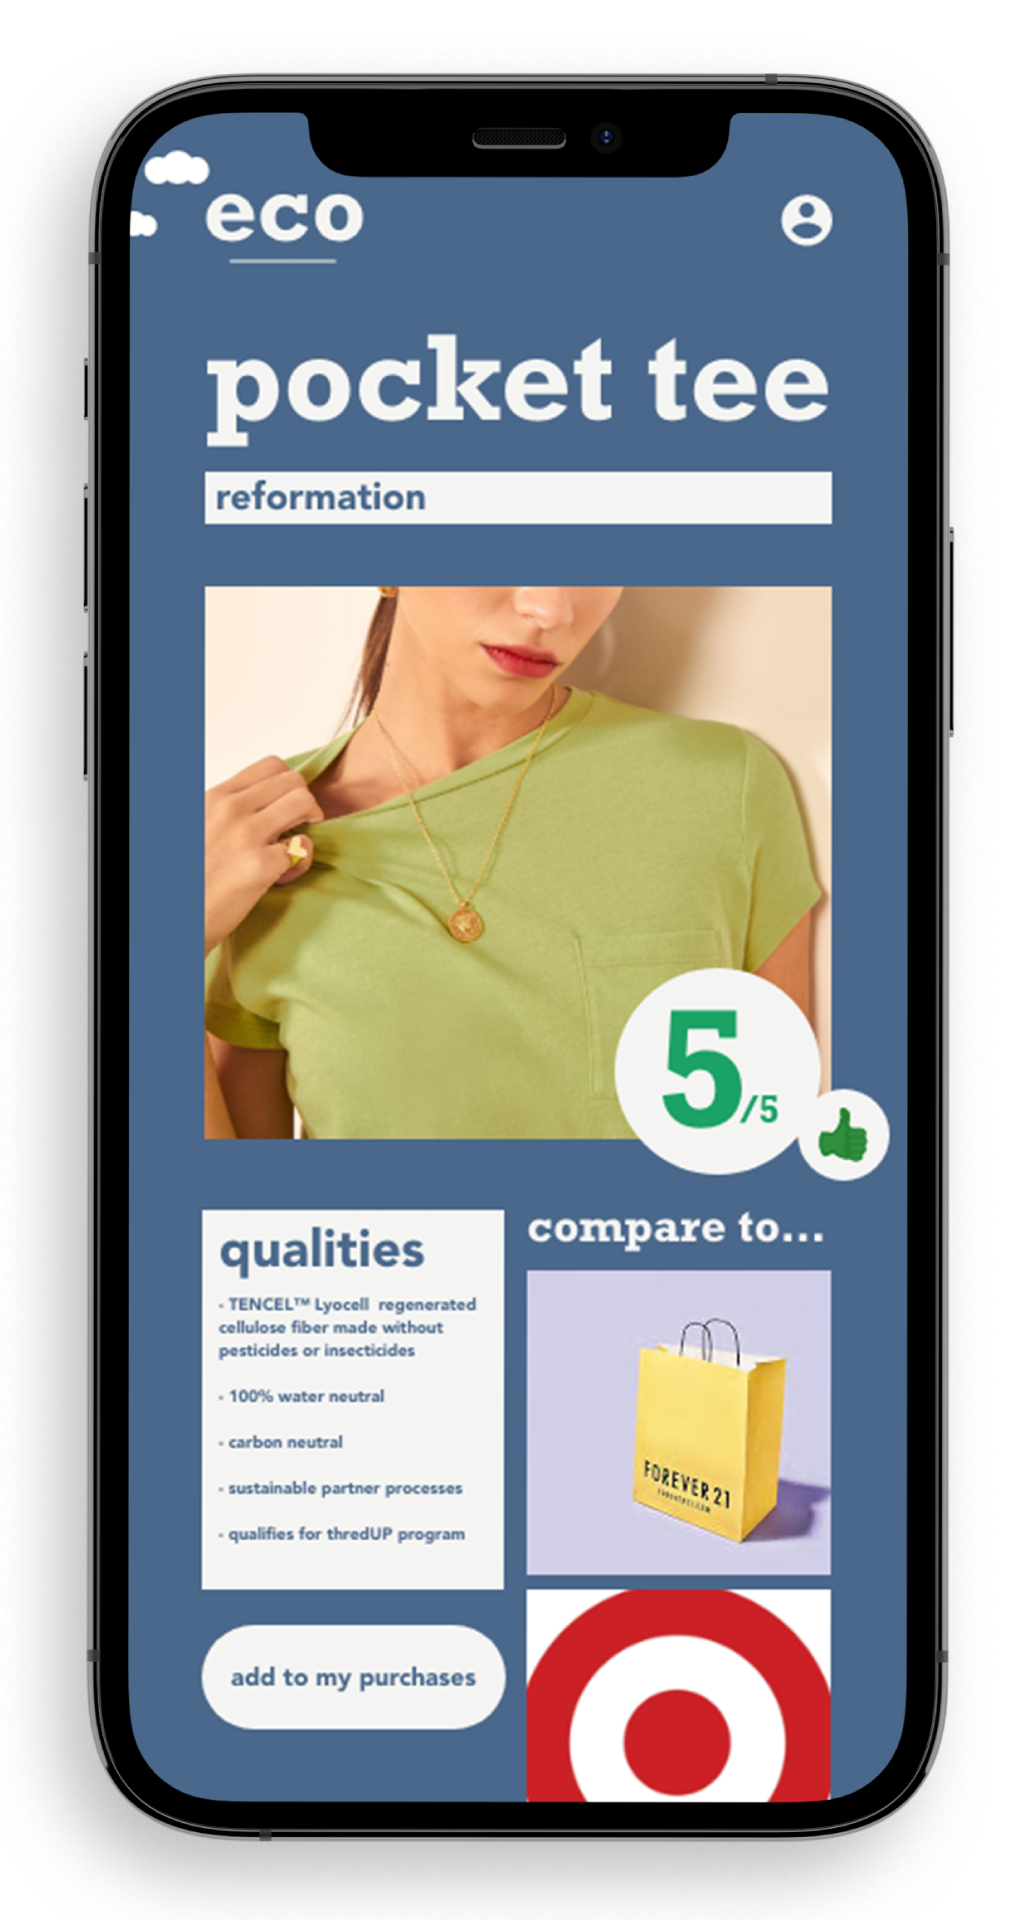 eco
pocket tee
reformation
5/5
qualities
- TENCEL™ Lyocell regenerated
cellulose fiber made without
pesticides or insecticides
- 100% water neutral
- carbon neutral
- sustainable partner processes
- qualifies for thredUP program
add to my purchases
compare to...
FOREVER 21